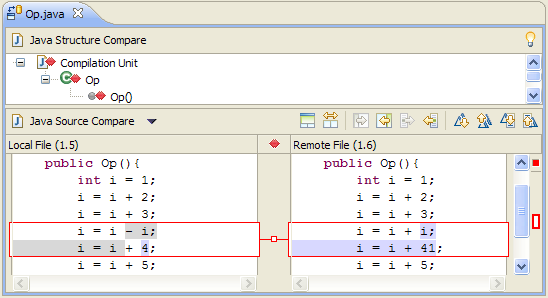 Op.java
Java Structure Compare
Compilation Unit
Op
Op()
Java Source Compare
Local File (1.5)
Remote File (1.6)
public Op(){
int i = 1;
i = i + 2;
i = i + 3;
i = i - i;
i = i + 4;
i = i + 5;
public Op(){
int i = 1;
i = i + 2;
i = i + 3;
i = i + i;
i = i + 41;
i = i + 5;